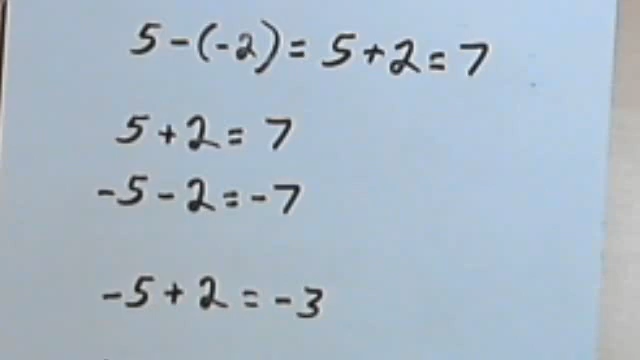 5 - (-2) = 5 + 2 = 7
5 + 2 = 7
-5 - 2 = -7
-5 + 2 = -3